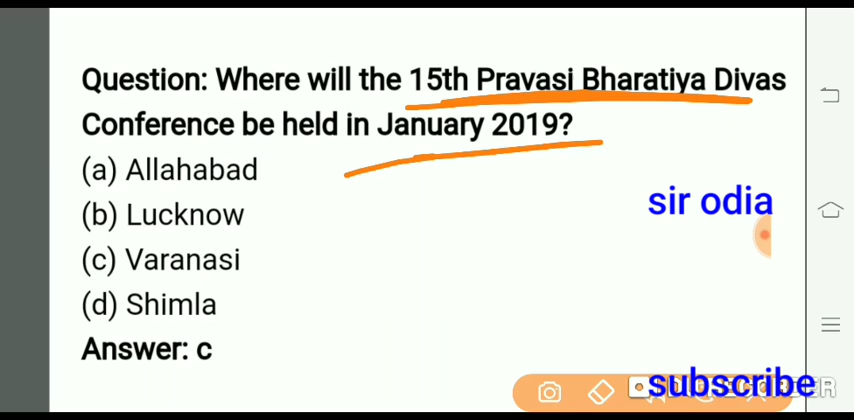 Question: Where will the 15th Pravasi Bharatiya Divas
Conference be held in January 2019?
(a) Allahabad
(b) Lucknow
(c) Varanasi
(d) Shimla
Answer: c
sir odia
subscribe